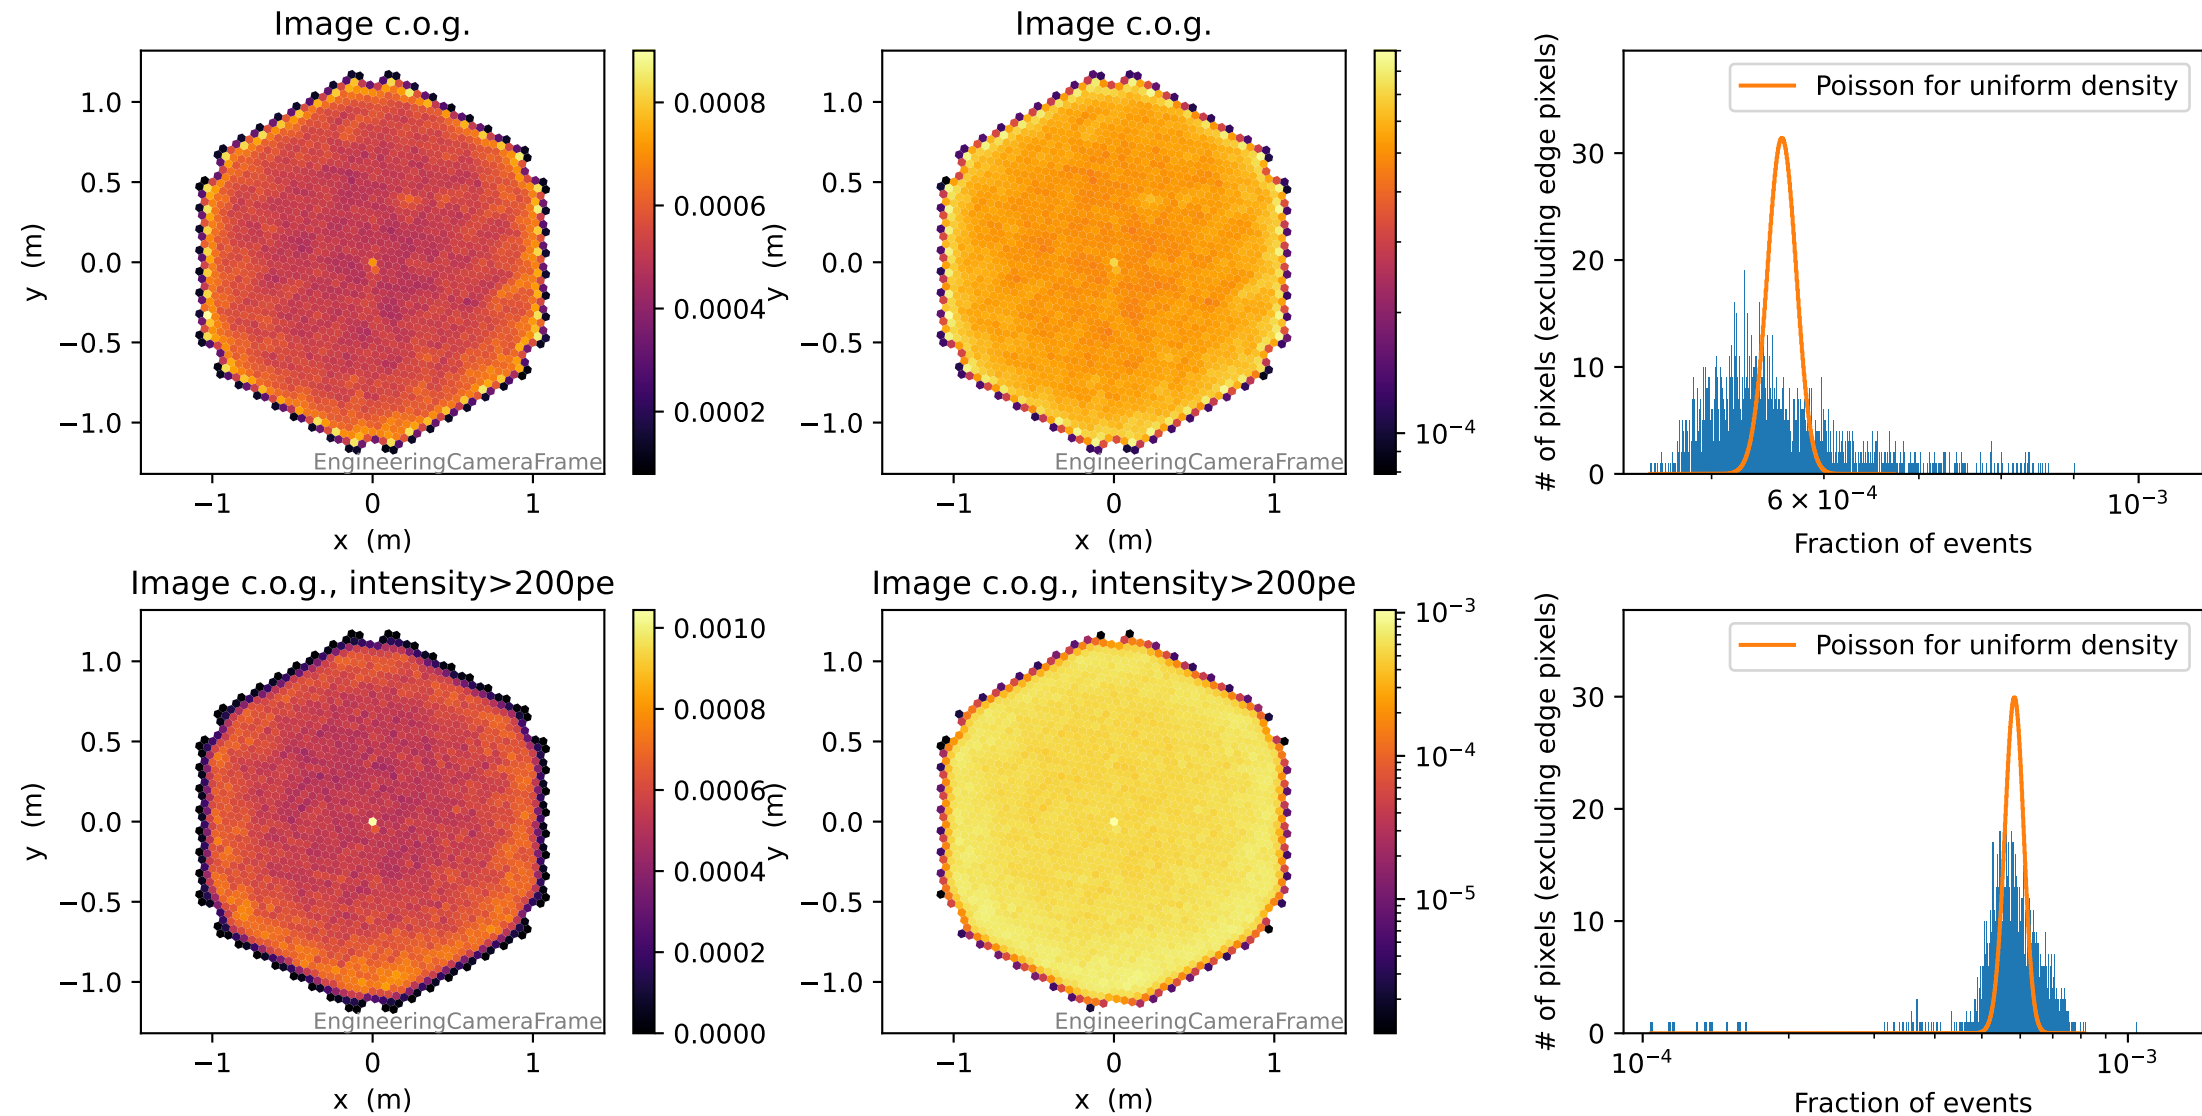 Image c.o.g.
1.0
0.5
0.0
−0.5
−1.0
y (m)
−1
0
1
x (m)
EngineeringCameraFrame
0.0008
0.0006
0.0004
0.0002
Image c.o.g.
1.0
0.5
0.0
−0.5
−1.0
y (m)
−1
0
1
x (m)
EngineeringCameraFrame
10⁻⁴
Poisson for uniform density
# of pixels (excluding edge pixels)
30
20
10
0
6 × 10⁻⁴
10⁻³
Fraction of events
Image c.o.g., intensity>200pe
1.0
0.5
0.0
−0.5
−1.0
y (m)
−1
0
1
x (m)
EngineeringCameraFrame
0.0010
0.0008
0.0006
0.0004
0.0002
0.0000
Image c.o.g., intensity>200pe
1.0
0.5
0.0
−0.5
−1.0
y (m)
−1
0
1
x (m)
EngineeringCameraFrame
10⁻³
10⁻⁴
10⁻⁵
Poisson for uniform density
# of pixels (excluding edge pixels)
30
20
10
0
10⁻⁴
10⁻³
Fraction of events